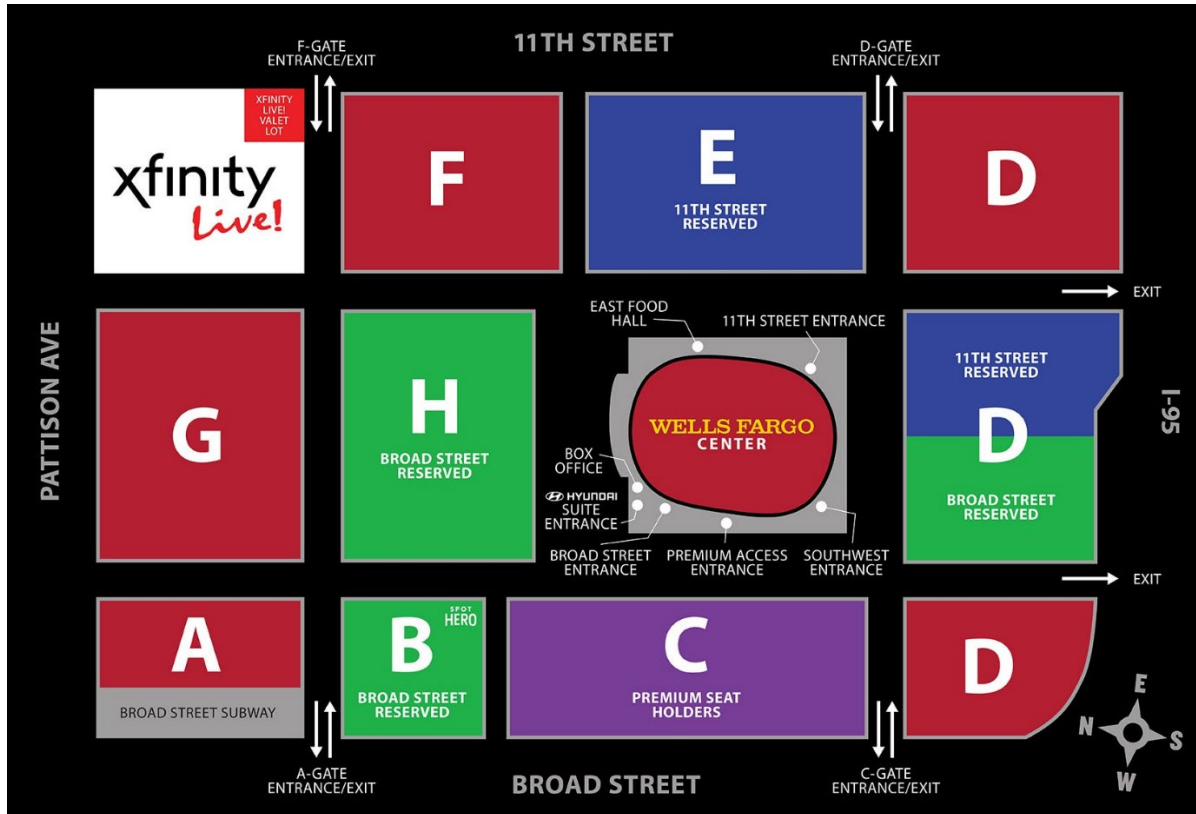 11TH STREET
F-GATE
ENTRANCE/EXIT
D-GATE
ENTRANCE/EXIT
XFINITY
LIVE!
VALET
LOT
xfinity
Live!
F
E
11TH STREET
RESERVED
D
EXIT
PATTISON AVE
G
H
BROAD STREET
RESERVED
EAST FOOD
HALL
11TH STREET ENTRANCE
WELLS FARGO
CENTER
BOX
OFFICE
HYUNDAI
SUITE
ENTRANCE
BROAD STREET
ENTRANCE
PREMIUM ACCESS
ENTRANCE
SOUTHWEST
ENTRANCE
11TH STREET
RESERVED
D
BROAD STREET
RESERVED
I-95
EXIT
A
BROAD STREET SUBWAY
B
SPOT
HERO
BROAD STREET
RESERVED
C
PREMIUM SEAT
HOLDERS
D
E
N
S
W
A-GATE
ENTRANCE/EXIT
BROAD STREET
C-GATE
ENTRANCE/EXIT